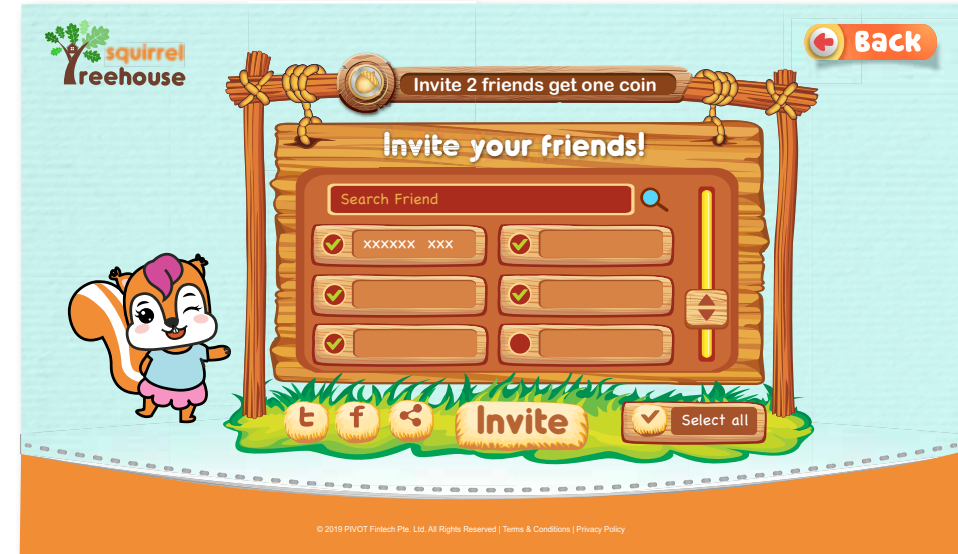 squirrel
Treehouse
Back
Invite 2 friends get one coin
Invite your friends!
Search Friend
xxxxxx xxx
Invite
Select all
© 2019 PIVOT Fintech Pte. Ltd. All Rights Reserved | Terms & Conditions | Privacy Policy